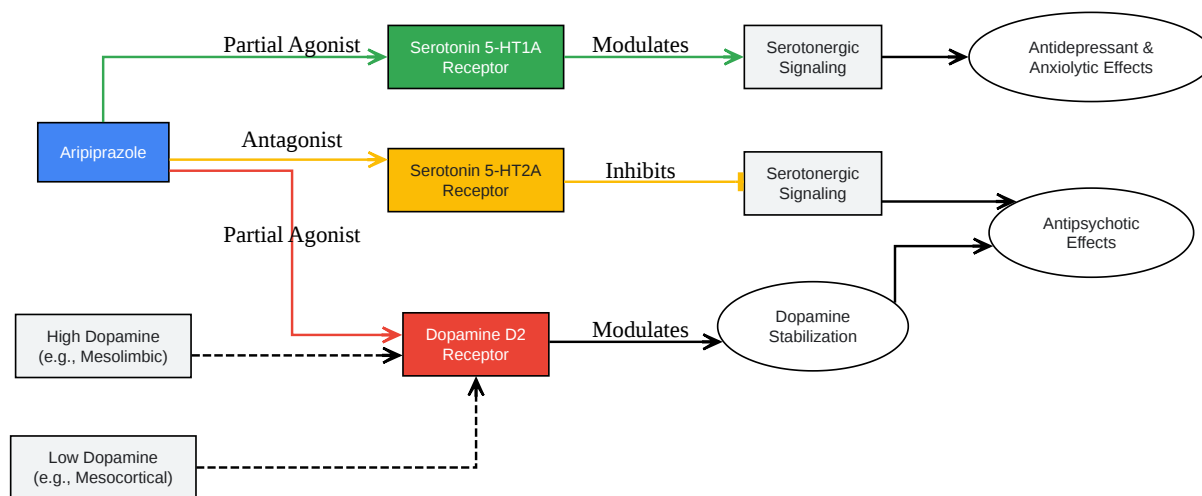 Partial Agonist
Serotonin 5-HT1A
Receptor
Modulates
Serotonergic
Signaling
Antidepressant &
Anxiolytic Effects
Aripiprazole
Antagonist
Serotonin 5-HT2A
Receptor
Inhibits
Serotonergic
Signaling
Antipsychotic
Effects
Partial Agonist
High Dopamine
(e.g., Mesolimbic)
Dopamine D2
Receptor
Modulates
Dopamine
Stabilization
Low Dopamine
(e.g., Mesocortical)